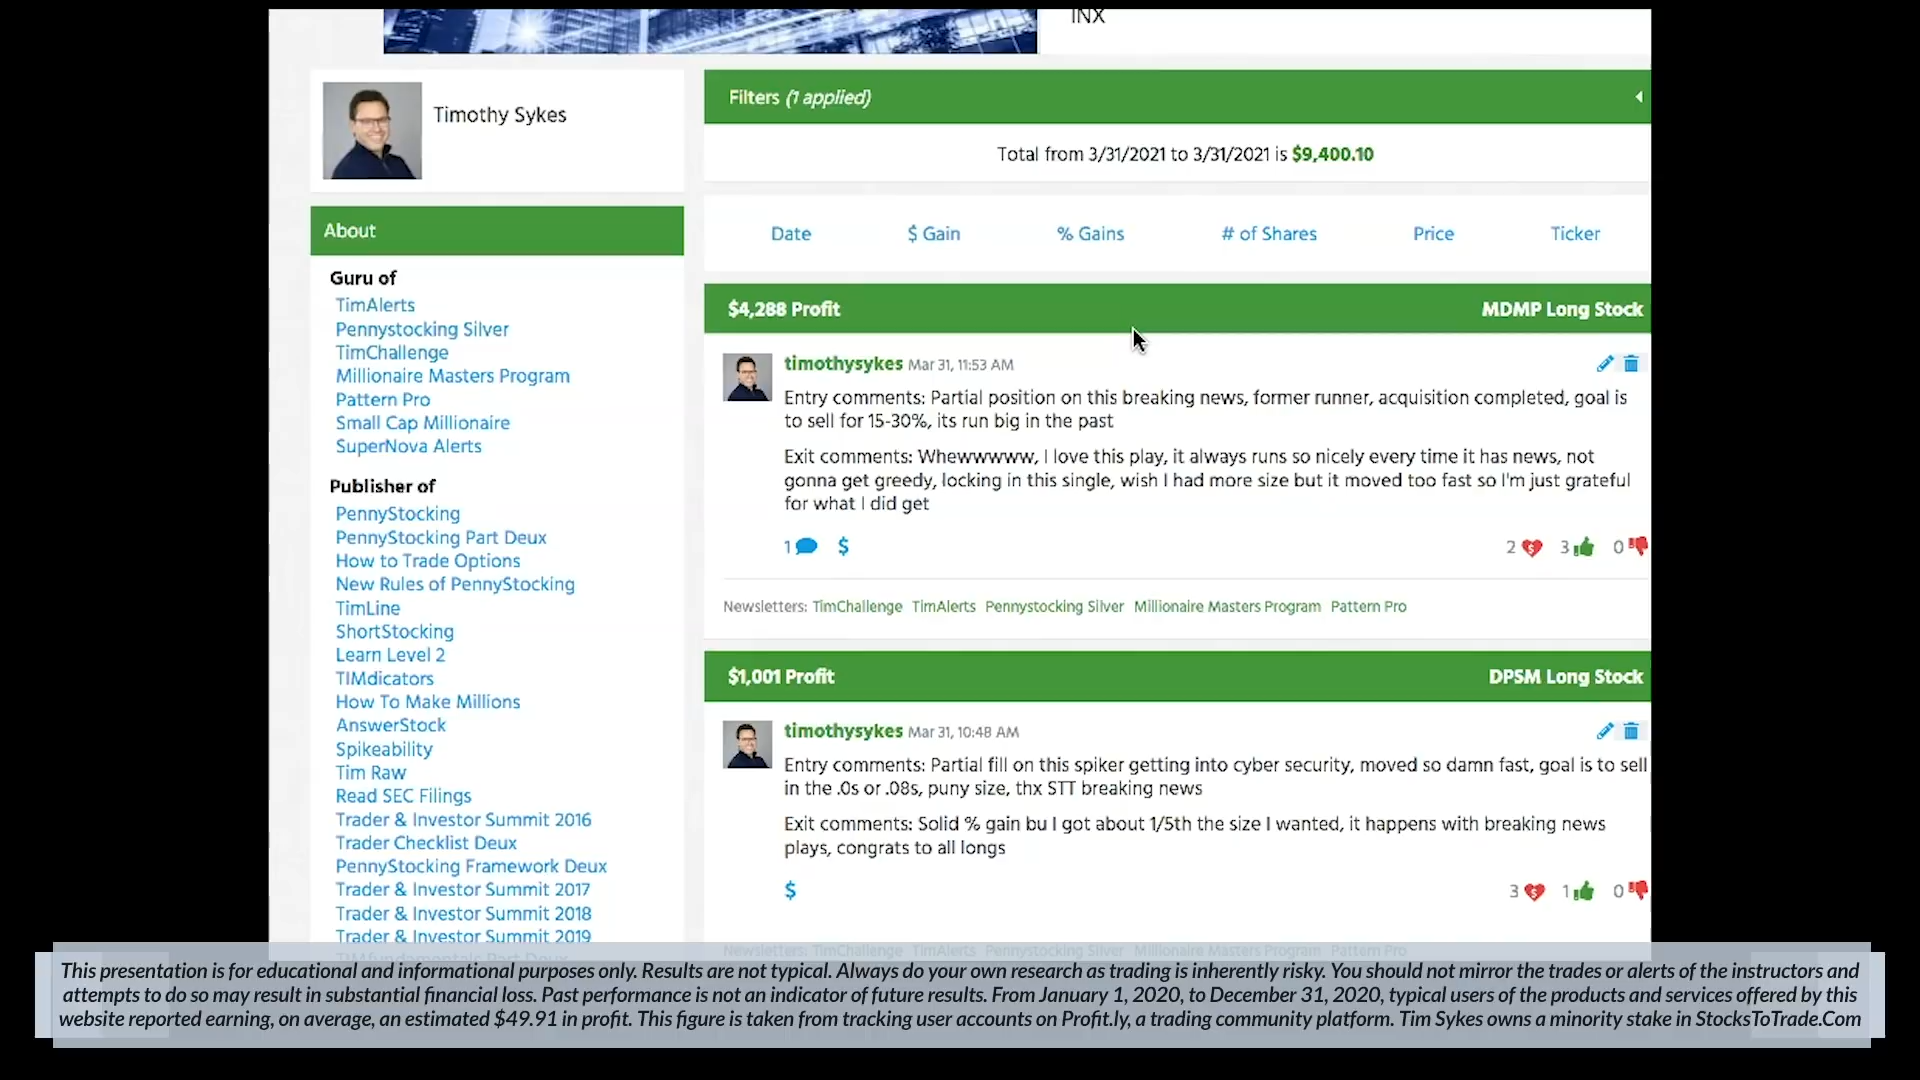 INX
Timothy Sykes
Filters (1 applied)
Total from 3/31/2021 to 3/31/2021 is $9,400.10
About
Guru of
TimAlerts
Pennystocking Silver
TimChallenge
Millionaire Masters Program
Pattern Pro
Small Cap Millionaire
SuperNova Alerts
Publisher of
PennyStocking
PennyStocking Part Deux
How to Trade Options
New Rules of PennyStocking
TimLine
ShortStocking
Learn Level 2
TIMdicators
How To Make Millions
AnswerStock
Spikeability
Tim Raw
Read SEC Filings
Trader & Investor Summit 2016
Trader Checklist Deux
PennyStocking Framework Deux
Trader & Investor Summit 2017
Trader & Investor Summit 2018
Trader & Investor Summit 2019
Date $ Gain % Gains # of Shares Price Ticker
$4,288 Profit MDMP Long Stock
timothysykes Mar 31, 11:53 AM
Entry comments: Partial position on this breaking news, former runner, acquisition completed, goal is
to sell for 15-30%, its run big in the past
Exit comments: Whewwwww, I love this play, it always runs so nicely every time it has news, not
gonna get greedy, locking in this single, wish I had more size but it moved too fast so I'm just grateful
for what I did get
1 $ 2 3 0
Newsletters: TimChallenge TimAlerts Pennystocking Silver Millionaire Masters Program Pattern Pro
$1,001 Profit DPSM Long Stock
timothysykes Mar 31, 10:48 AM
Entry comments: Partial fill on this spiker getting into cyber security, moved so damn fast, goal is to sell
in the .0s or .08s, puny size, thx STT breaking news
Exit comments: Solid % gain bu I got about 1/5th the size I wanted, it happens with breaking news
plays, congrats to all longs
$ 3 1 0
Newsletters: TimChallenge TimAlerts Pennystocking Silver Millionaire Masters Program Pattern Pro
This presentation is for educational and informational purposes only. Results are not typical. Always do your own research as trading is inherently risky. You should not mirror the trades or alerts of the instructors and
attempts to do so may result in substantial financial loss. Past performance is not an indicator of future results. From January 1, 2020, to December 31, 2020, typical users of the products and services offered by this
website reported earning, on average, an estimated $49.91 in profit. This figure is taken from tracking user accounts on Profit.ly, a trading community platform. Tim Sykes owns a minority stake in StocksToTrade.Com